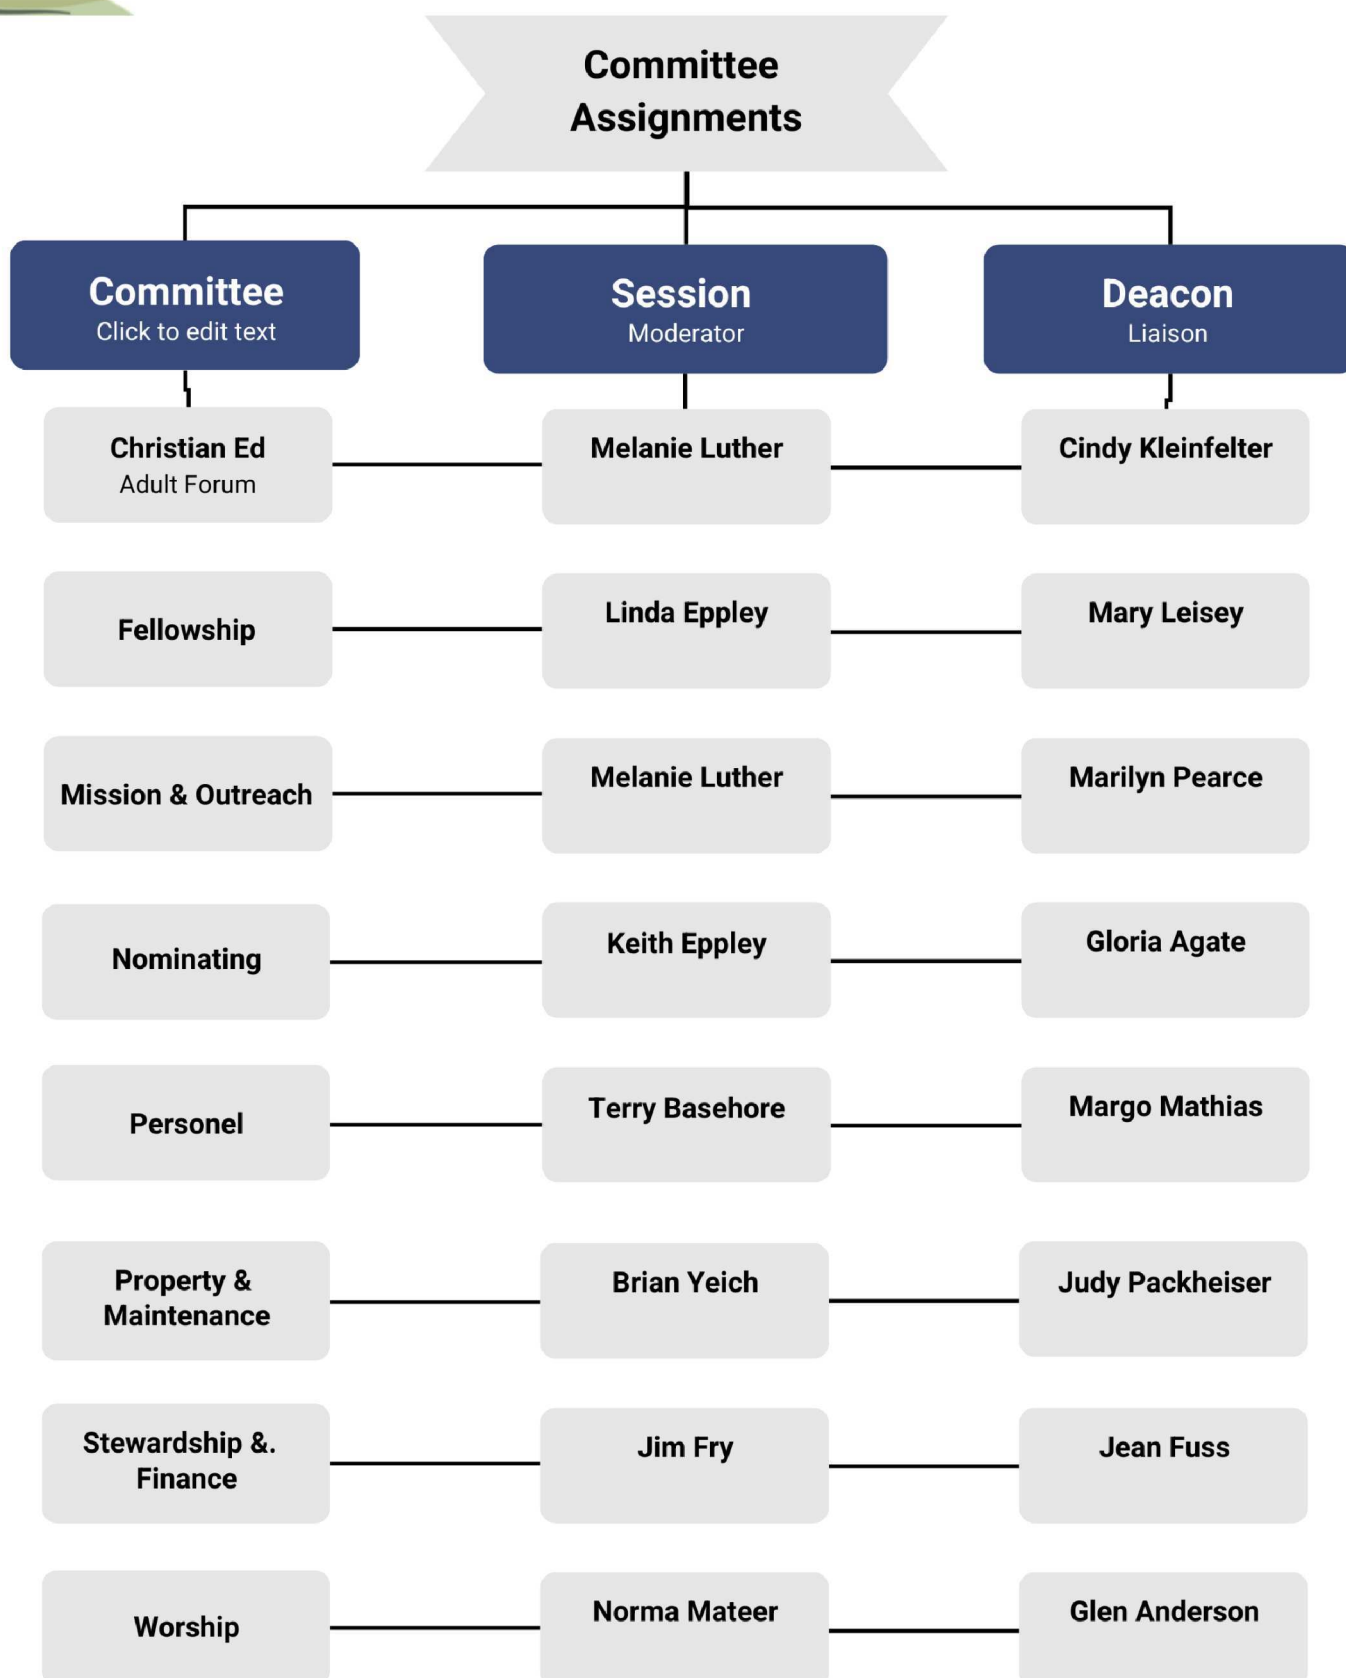 Committee
Assignments
Committee
Click to edit text
Session
Moderator
Deacon
Liaison
Christian Ed
Adult Forum
Melanie Luther
Cindy Kleinfelter
Fellowship
Linda Eppley
Mary Leisey
Mission & Outreach
Melanie Luther
Marilyn Pearce
Nominating
Keith Eppley
Gloria Agate
Personel
Terry Basehore
Margo Mathias
Property &
Maintenance
Brian Yeich
Judy Packheiser
Stewardship &.
Finance
Jim Fry
Jean Fuss
Worship
Norma Mateer
Glen Anderson